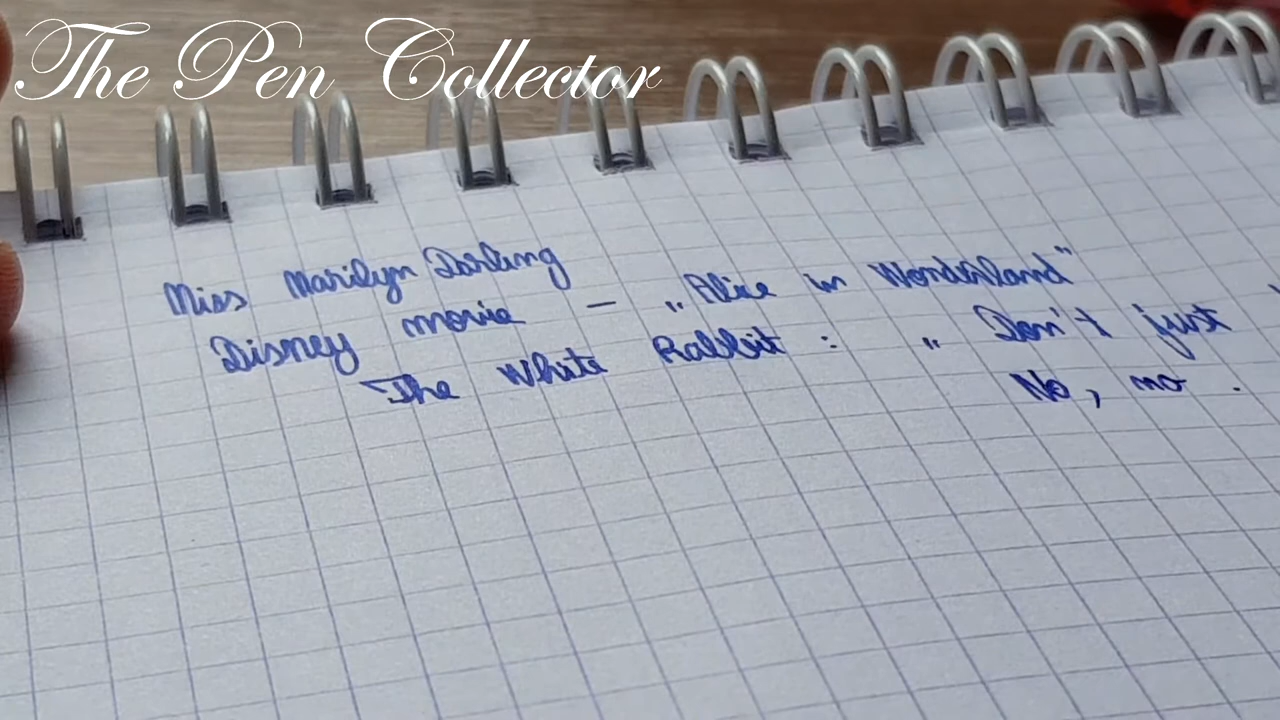 The Pen Collector
Miss Marilyn Darling
Disney movie - "Alice in Wonderland"
The White Rabbit : " Don't just
No, no .